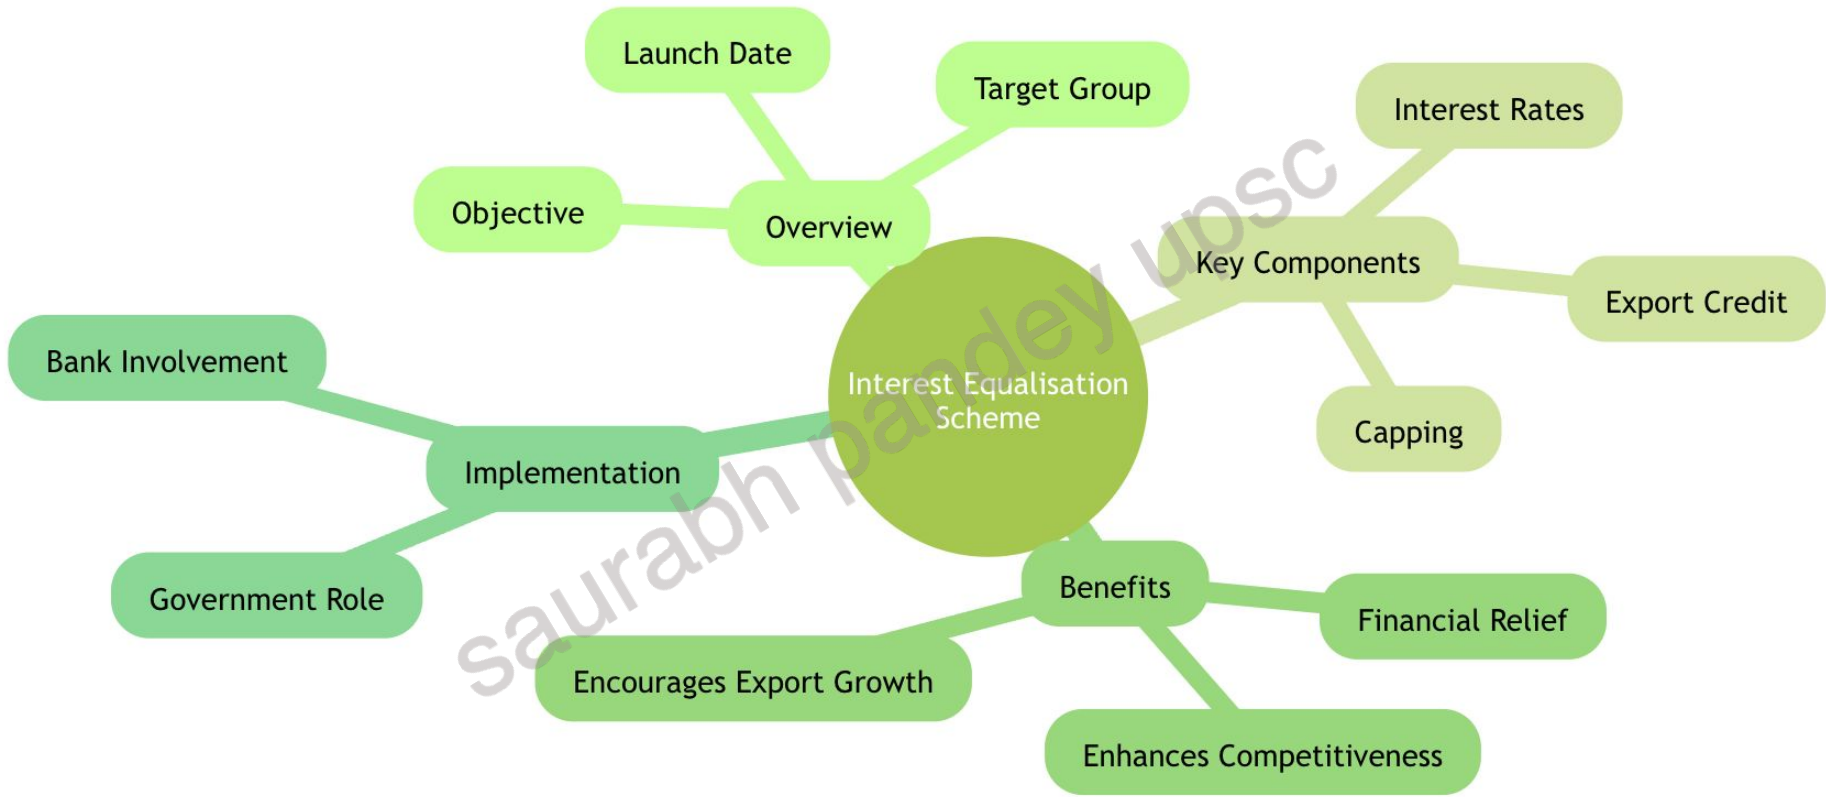 Launch Date
Target Group
Objective
Overview
Interest Rates
Key Components
Export Credit
Capping
Interest Equalisation
Scheme
Bank Involvement
Implementation
Government Role
Benefits
Financial Relief
Encourages Export Growth
Enhances Competitiveness
saurabh pandey upsc